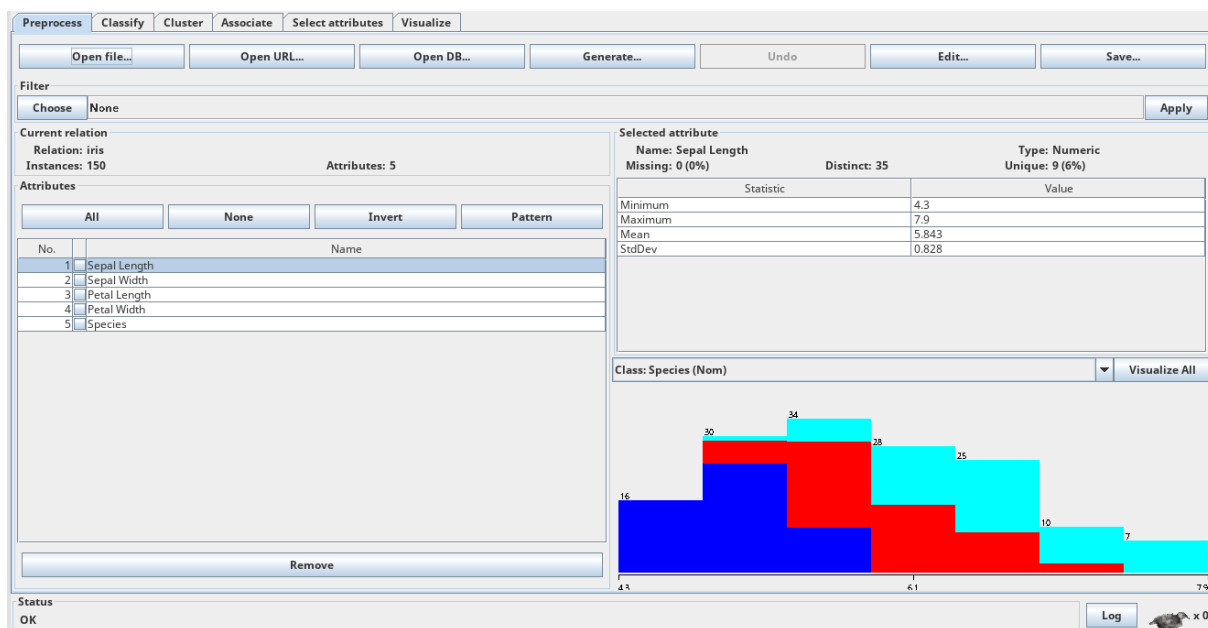 Preprocess Classify Cluster Associate Select attributes Visualize
Open file... Open URL... Open DB... Generate... Undo Edit... Save...
Filter
Choose None Apply
Current relation
Relation: iris
Instances: 150 Attributes: 5
Attributes
All None Invert Pattern
No. Name
1 Sepal Length
2 Sepal Width
3 Petal Length
4 Petal Width
5 Species
Remove
Selected attribute
Name: Sepal Length Type: Numeric
Missing: 0 (0%) Distinct: 35 Unique: 9 (6%)
Statistic Value
Minimum 4.3
Maximum 7.9
Mean 5.843
StdDev 0.828
Class: Species (Nom) Visualize All
34
30
28
25
16
10
7
4.3 6.1 7.9
Status
OK
Log x 0